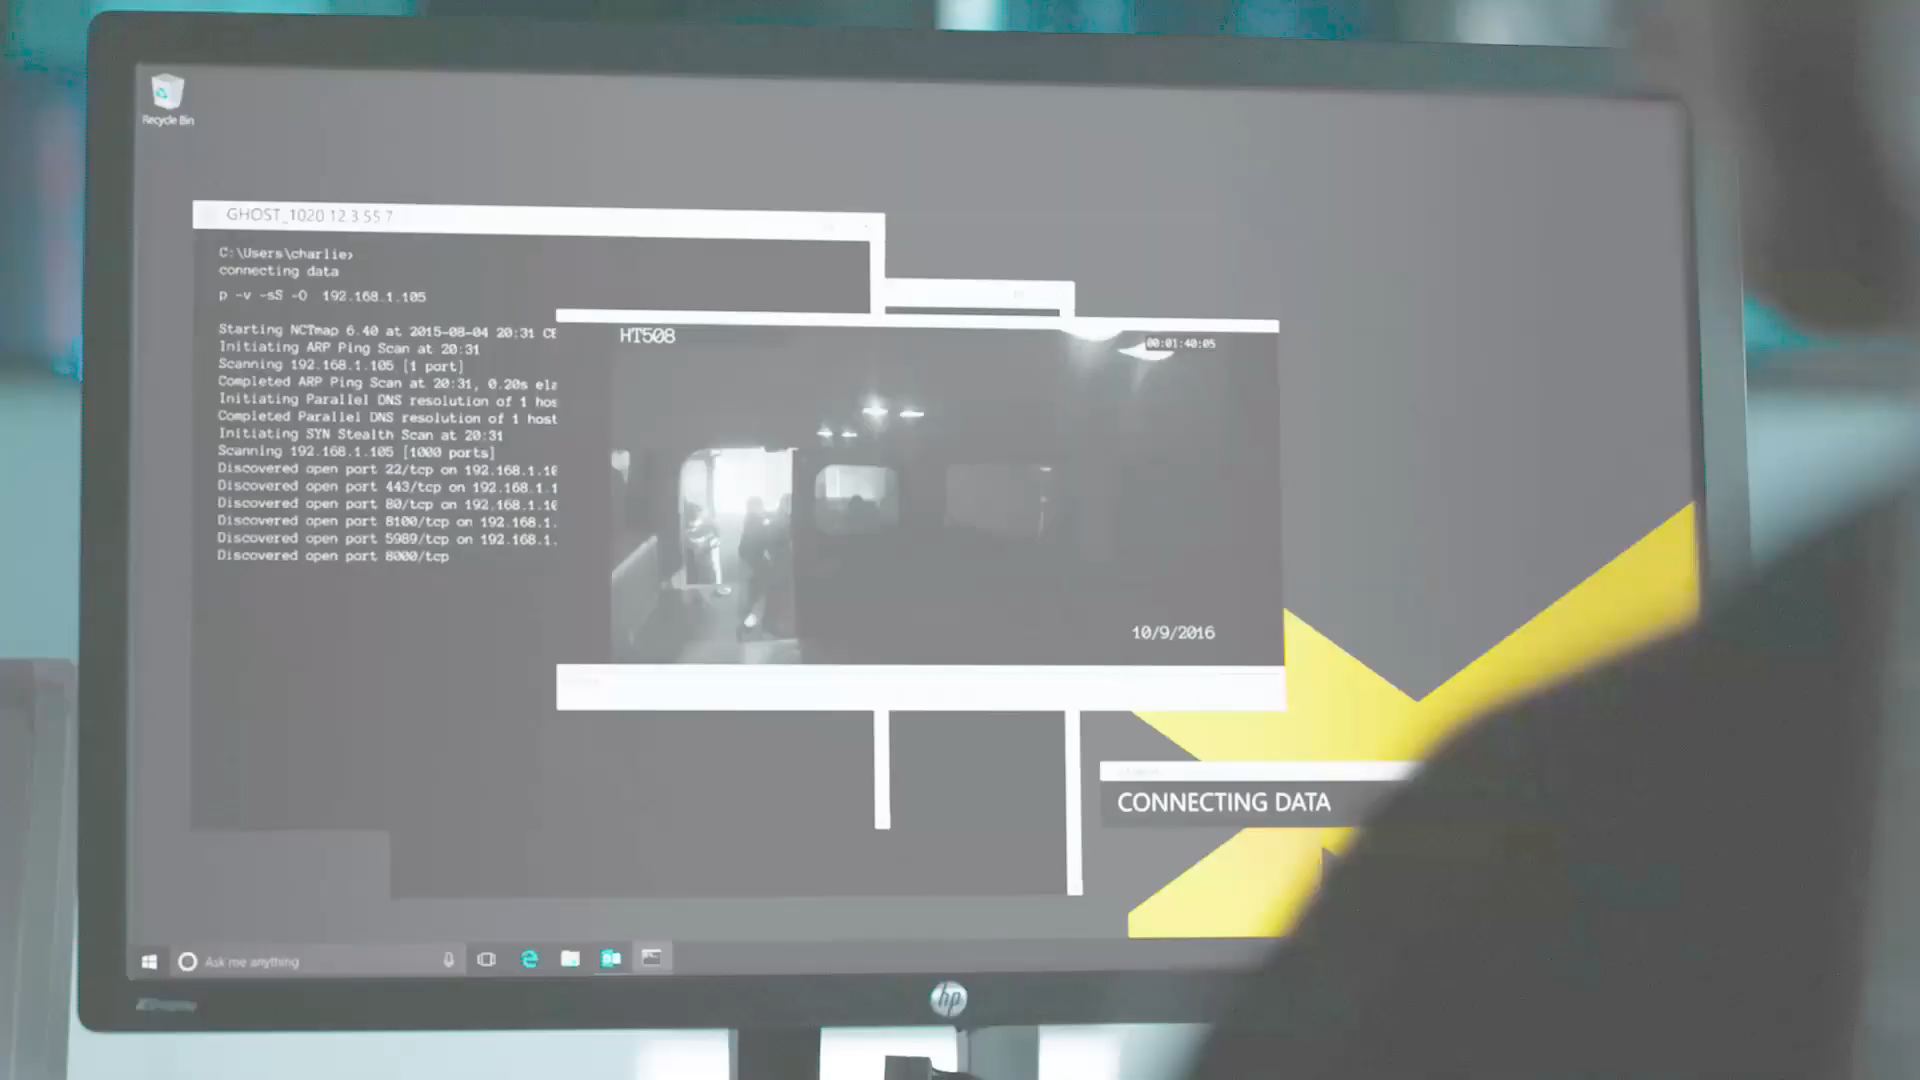 Recycle Bin
GHOST_1020 12.3.55.7
C:\Users\charlie>
connecting data
p -v -sS -O 192.168.1.105
Starting NCTmap 6.40 at 2015-08-04 20:31 CE
Initiating ARP Ping Scan at 20:31
Scanning 192.168.1.105 [1 port]
Completed ARP Ping Scan at 20:31, 0.20s ela
Initiating Parallel DNS resolution of 1 hos
Completed Parallel DNS resolution of 1 host
Initiating SYN Stealth Scan at 20:31
Scanning 192.168.1.105 [1000 ports]
Discovered open port 22/tcp on 192.168.1.10
Discovered open port 443/tcp on 192.168.1.1
Discovered open port 80/tcp on 192.168.1.10
Discovered open port 8100/tcp on 192.168.1.
Discovered open port 5989/tcp on 192.168.1.
Discovered open port 8000/tcp
HT508
00:01:40:05
10/9/2016
CONNECTING DATA
Ask me anything
hp